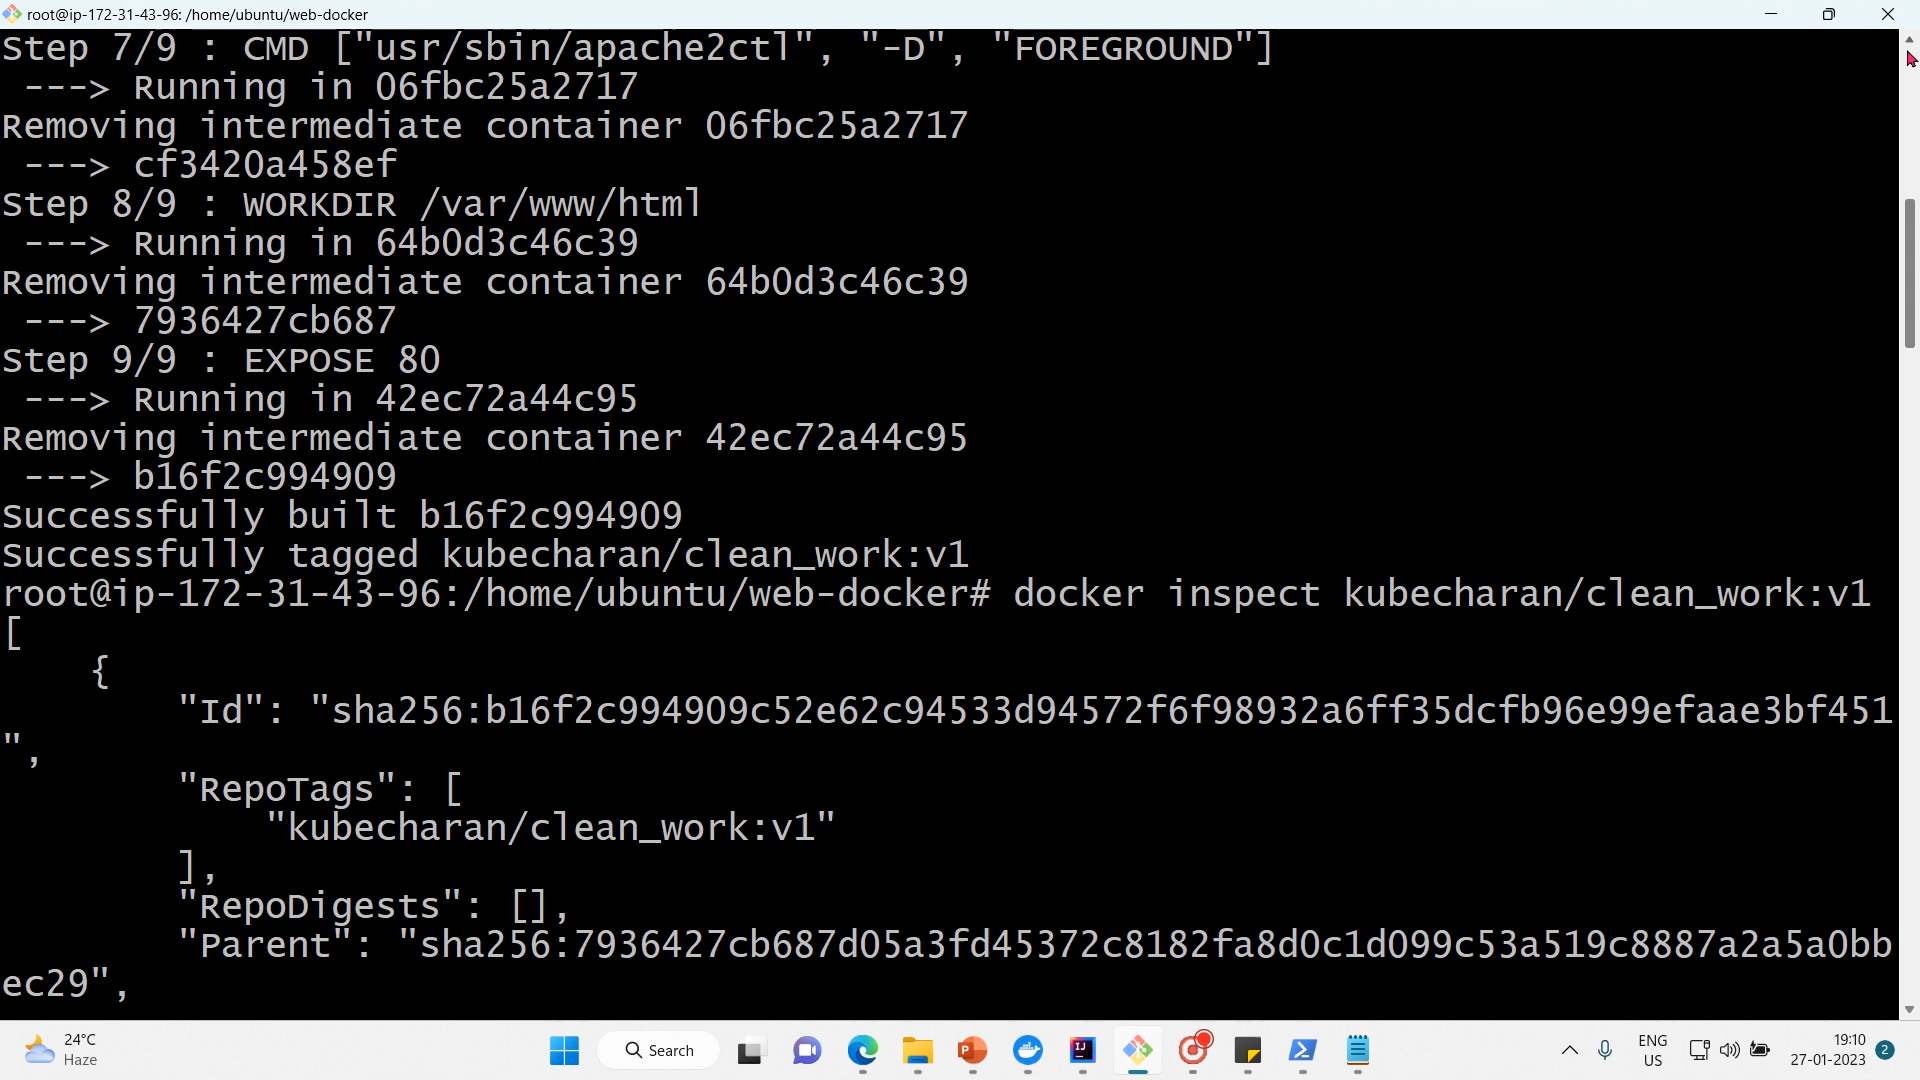 root@ip-172-31-43-96: /home/ubuntu/web-docker
Step 7/9 : CMD ["usr/sbin/apache2ctl", "-D", "FOREGROUND"]
 ---> Running in 06fbc25a2717
Removing intermediate container 06fbc25a2717
 ---> cf3420a458ef
Step 8/9 : WORKDIR /var/www/html
 ---> Running in 64b0d3c46c39
Removing intermediate container 64b0d3c46c39
 ---> 7936427cb687
Step 9/9 : EXPOSE 80
 ---> Running in 42ec72a44c95
Removing intermediate container 42ec72a44c95
 ---> b16f2c994909
Successfully built b16f2c994909
Successfully tagged kubecharan/clean_work:v1
root@ip-172-31-43-96:/home/ubuntu/web-docker# docker inspect kubecharan/clean_work:v1
[
    {
        "Id": "sha256:b16f2c994909c52e62c94533d94572f6f98932a6ff35dcfb96e99efaae3bf451
",
        "RepoTags": [
            "kubecharan/clean_work:v1"
        ],
        "RepoDigests": [],
        "Parent": "sha256:7936427cb687d05a3fd45372c8182fa8d0c1d099c53a519c8887a2a5a0bb
ec29",
24°C
Haze
Search
ENG
US
19:10
27-01-2023
2